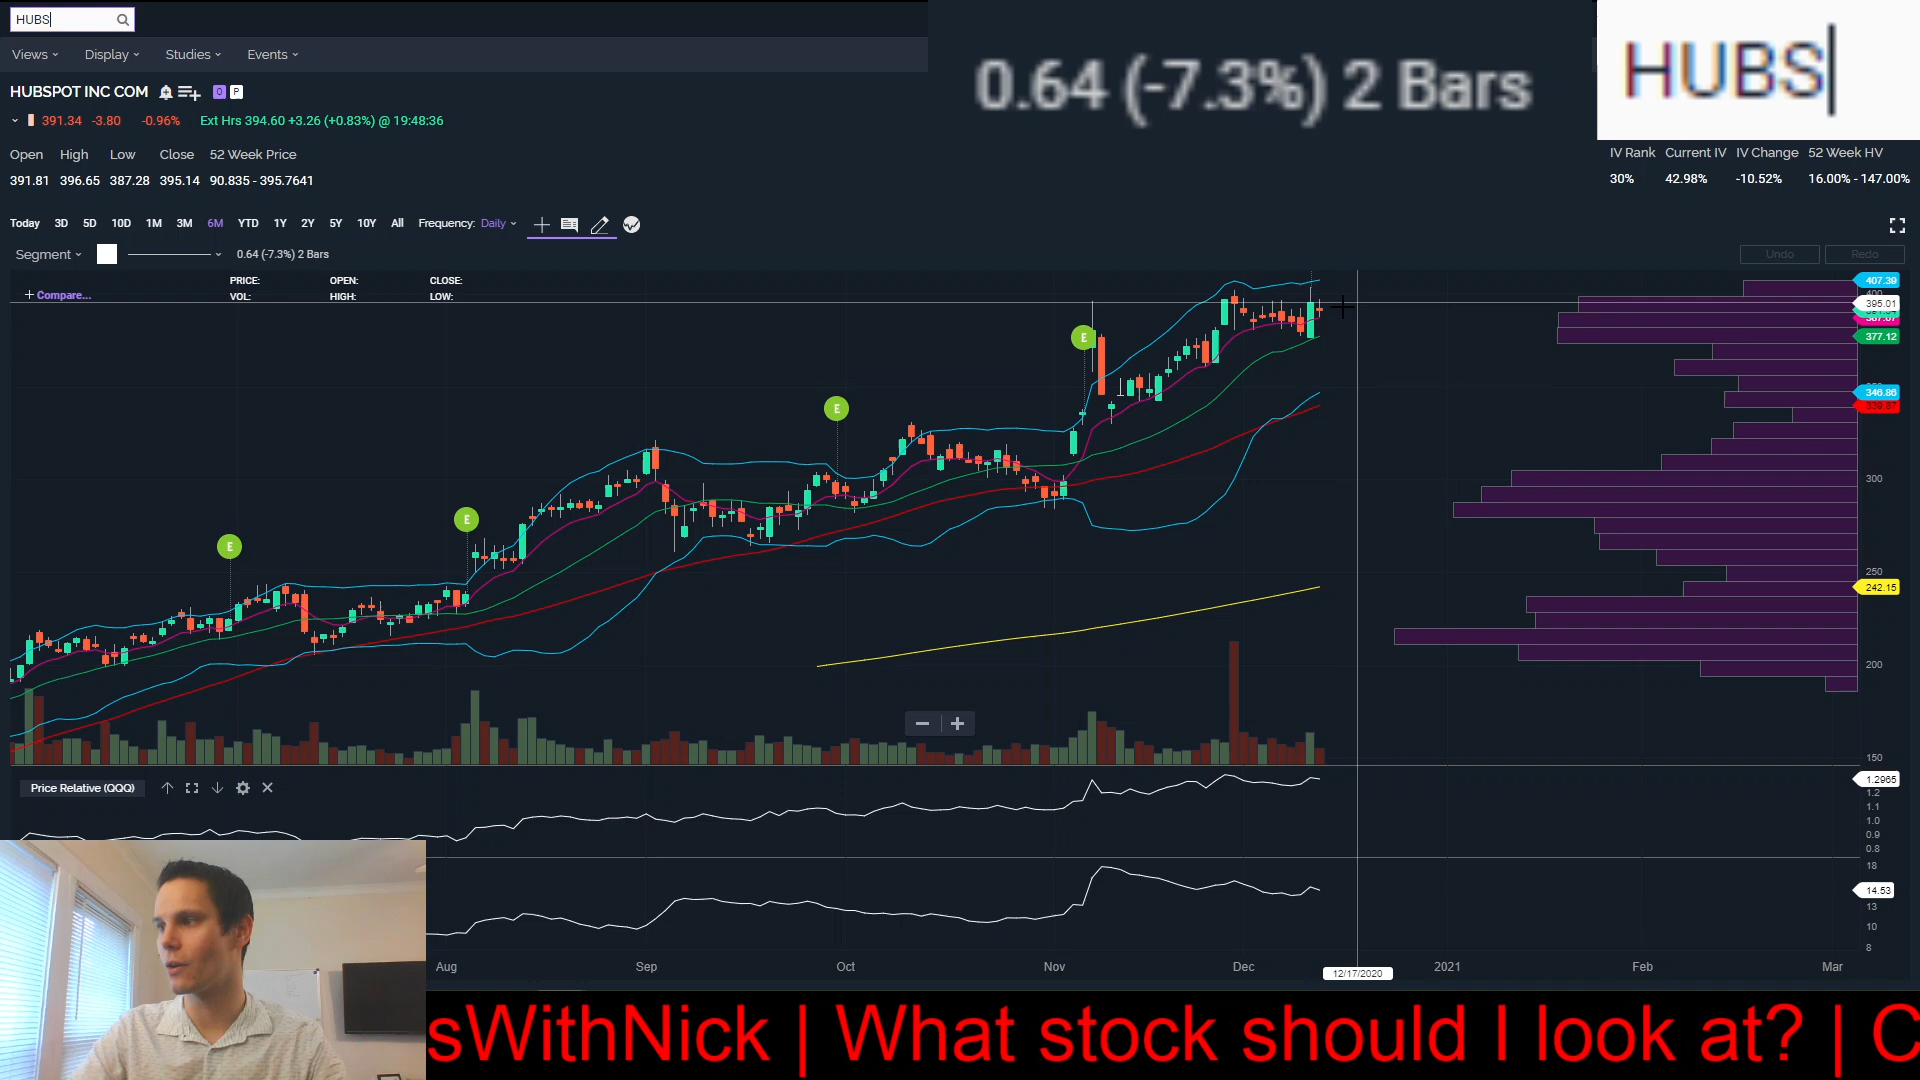 HUBS
0.64 (-7.3%) 2 Bars
HUBS
Views Display Studies Events
HUBSPOT INC COM O P
391.34 -3.80 -0.96% Ext Hrs 394.60 +3.26 (+0.83%) @ 19:48:36
Open High Low Close 52 Week Price
391.81 396.65 387.28 395.14 90.835 - 395.7641
IV Rank Current IV IV Change 52 Week HV
30% 42.98% -10.52% 16.00% - 147.00%
Today 3D 5D 10D 1M 3M 6M YTD 1Y 2Y 5Y 10Y All Frequency: Daily
Segment 0.64 (-7.3%) 2 Bars Undo Redo
PRICE: OPEN: CLOSE:
VOL: HIGH: LOW:
+ Compare...
E
E
E
E
407.39
395.01
377.12
346.86
339.87
300
250
242.15
200
150
Price Relative (QQQ)
1.2965
1.2
1.1
1.0
0.9
0.8
18
14.53
13
10
8
Aug Sep Oct Nov Dec 2021 Feb Mar
12/17/2020
sWithNick | What stock should I look at? | C